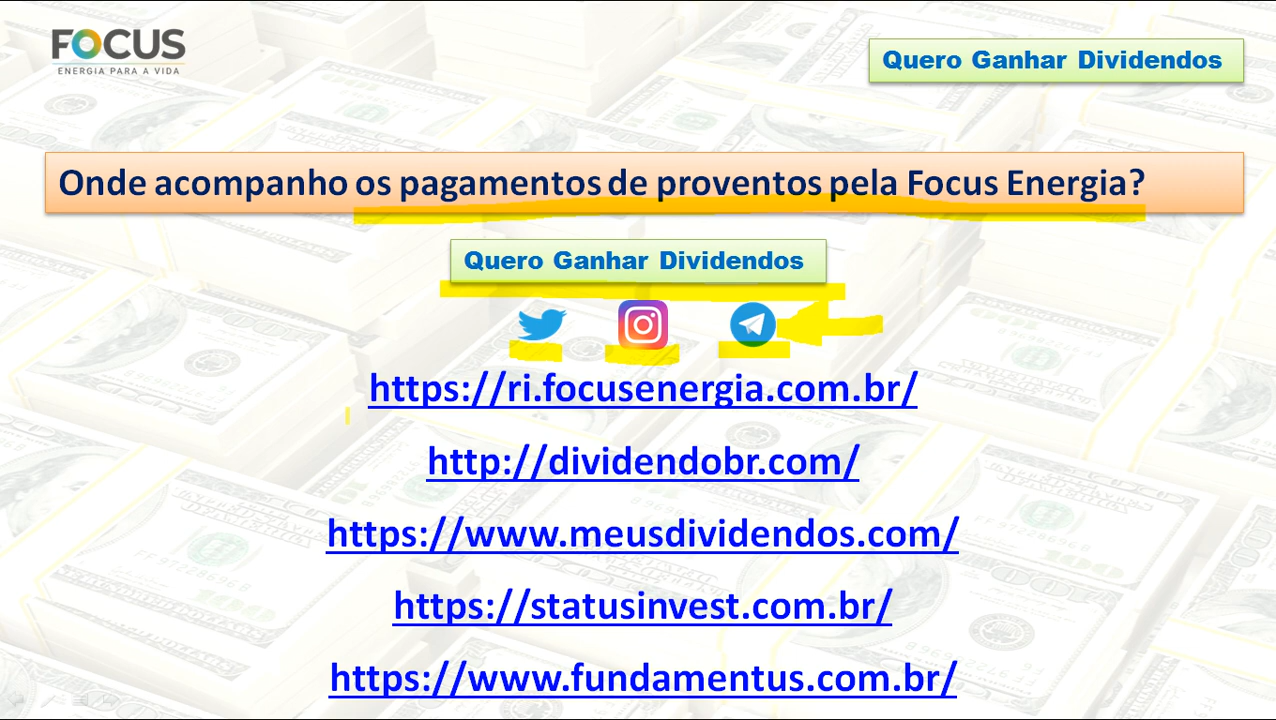 FOCUS
ENERGIA PARA A VIDA
Quero Ganhar Dividendos
Onde acompanho os pagamentos de proventos pela Focus Energia?
Quero Ganhar Dividendos
https://ri.focusenergia.com.br/
http://dividendobr.com/
https://www.meusdividendos.com/
https://statusinvest.com.br/
https://www.fundamentus.com.br/